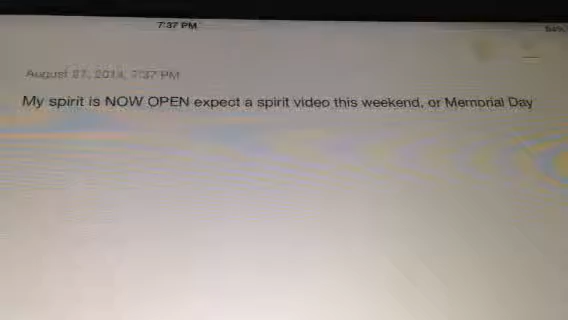 7:37 PM
August 27, 2014, 7:37 PM
My spirit is NOW OPEN expect a spirit video this weekend, or Memorial Day